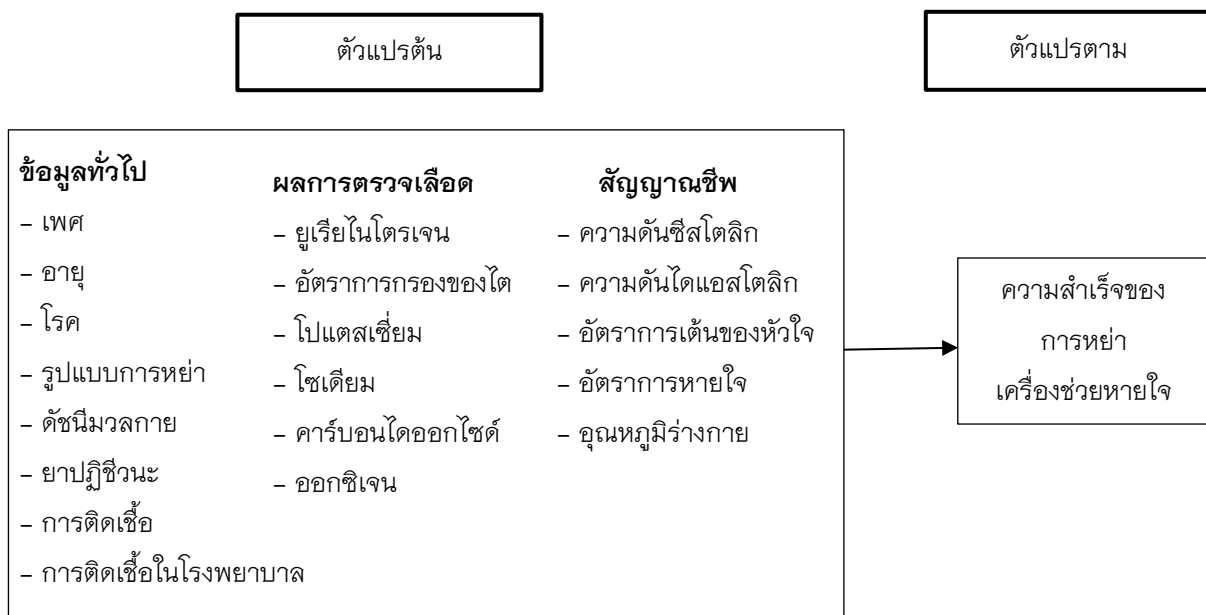 ตัวแปรต้น
ตัวแปรตาม
ข้อมูลทั่วไป
– เพศ
– อายุ
– โรค
– รูปแบบการหย่า
– ดัชนีมวลกาย
– ยาปฏิชีวนะ
– การติดเชื้อ
– การติดเชื้อในโรงพยาบาล
ผลการตรวจเลือด
– ยูเรียไนโตรเจน
– อัตราการกรองของไต
– โปแตสเซี่ยม
– โซเดียม
– คาร์บอนไดออกไซด์
– ออกซิเจน
สัญญาณชีพ
– ความดันซีสโตลิก
– ความดันไดแอสโตลิก
– อัตราการเต้นของหัวใจ
– อัตราการหายใจ
– อุณหภูมิร่างกาย
ความสำเร็จของ
การหย่า
เครื่องช่วยหายใจ